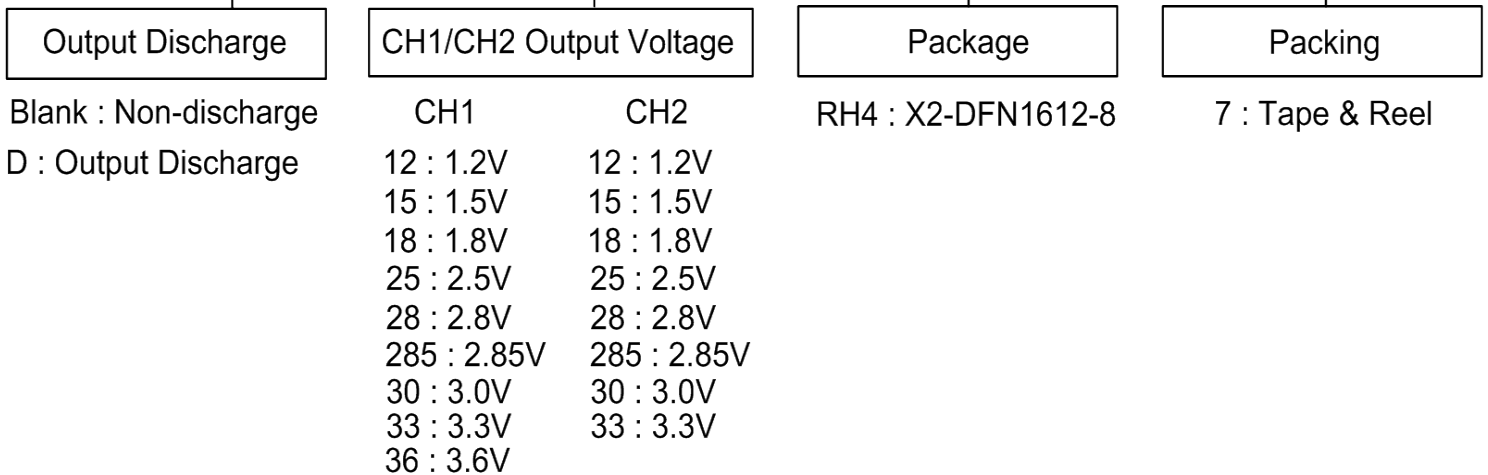 Output Discharge CH1/CH2 Output Voltage Package Packing
Blank : Non-discharge CH1 CH2 RH4 : X2-DFN1612-8 7 : Tape & Reel
D : Output Discharge 12 : 1.2V 12 : 1.2V
15 : 1.5V 15 : 1.5V
18 : 1.8V 18 : 1.8V
25 : 2.5V 25 : 2.5V
28 : 2.8V 28 : 2.8V
285 : 2.85V 285 : 2.85V
30 : 3.0V 30 : 3.0V
33 : 3.3V 33 : 3.3V
36 : 3.6V